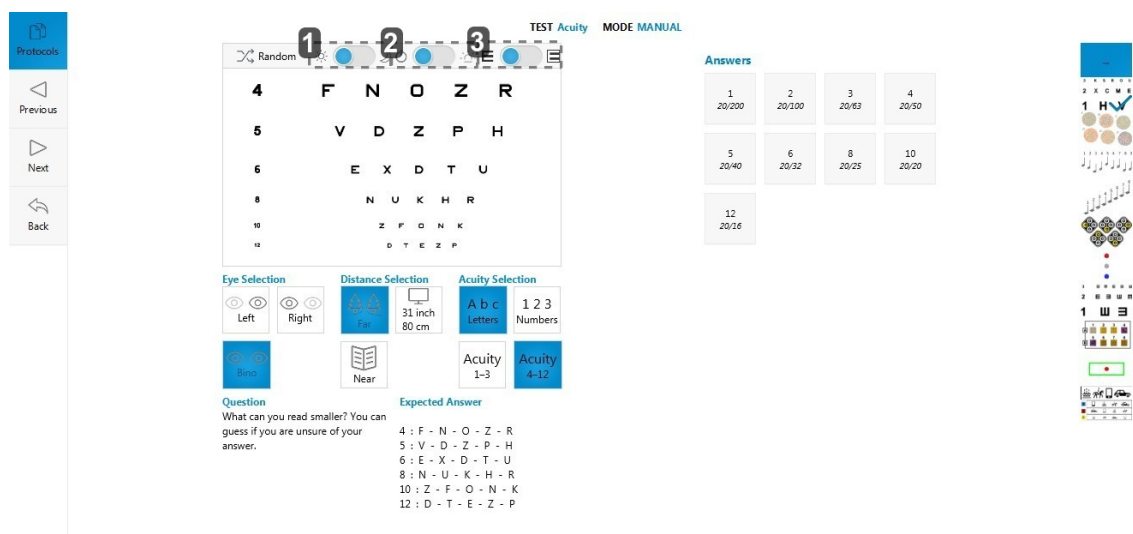 TEST Acuity MODE MANUAL
Protocols
Previous
Next
Back
Random
1
2
3
4 F N O Z R
5 V D Z P H
6 E X D T U
8 N U K H R
10 Z F O N K
12 D T E Z P
Eye Selection
Left
Right
Bino
Distance Selection
Far
31 inch
80 cm
Near
Acuity Selection
A b c
Letters
1 2 3
Numbers
Acuity
1–3
Acuity
4–12
Question
What can you read smaller? You can
guess if you are unsure of your
answer.
Expected Answer
4 : F - N - O - Z - R
5 : V - D - Z - P - H
6 : E - X - D - T - U
8 : N - U - K - H - R
10 : Z - F - O - N - K
12 : D - T - E - Z - P
Answers
1
20/200
2
20/100
3
20/63
4
20/50
5
20/40
6
20/32
8
20/25
10
20/20
12
20/16
2 X C M E
1 H V